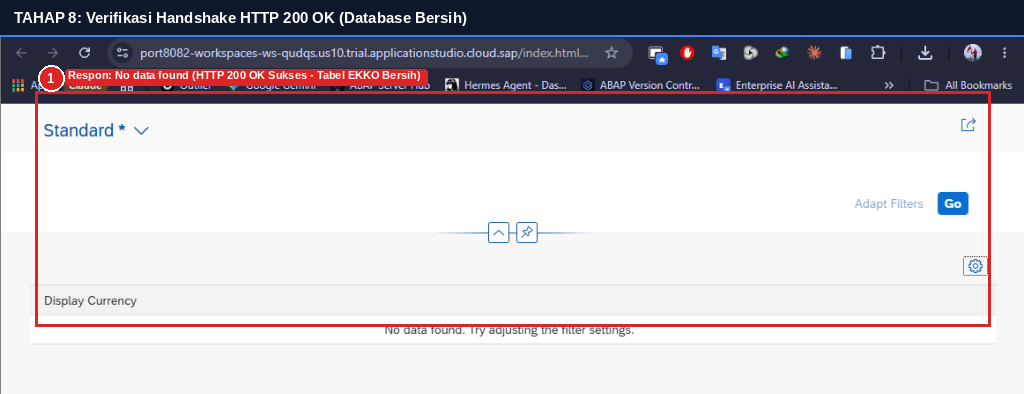 TAHAP 8: Verifikasi Handshake HTTP 200 OK (Database Bersih)
port8082-workspaces-ws-qudqs.us10.trial.applicationstudio.cloud.sap/index.html...
1 Respon: No data found (HTTP 200 OK Sukses - Tabel EKKO Bersih)
Hermes Agent - Das... ABAP Version Contr... Enterprise AI Assista... » All Bookmarks
Standard *
Adapt Filters Go
Display Currency
No data found. Try adjusting the filter settings.